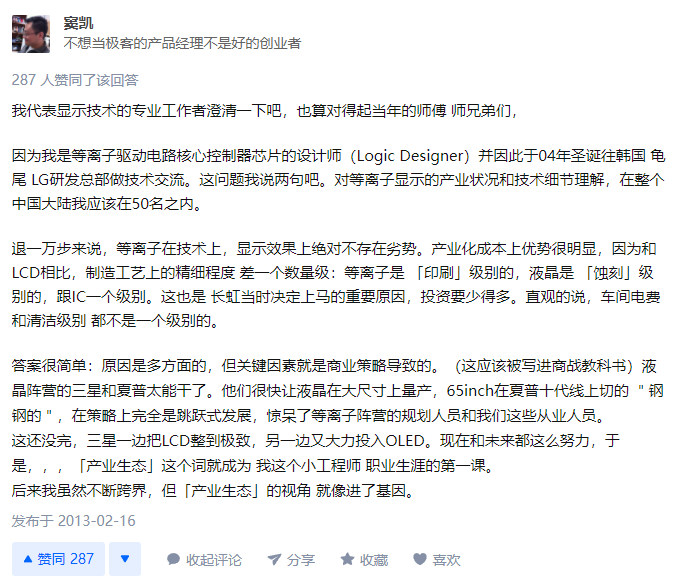 窦凯
不想当极客的产品经理不是好的创业者
287 人赞同了该回答
我代表显示技术的专业工作者澄清一下吧，也算对得起当年的师傅 师兄弟们，
因为我是等离子驱动电路核心控制器芯片的设计师（Logic Designer）并因此于04年圣诞往韩国 龟
尾 LG研发总部做技术交流。这问题我说两句吧。对等离子显示的产业状况和技术细节理解，在整个
中国大陆我应该在50名之内。
退一万步来说，等离子在技术上，显示效果上绝对不存在劣势。产业化成本上优势很明显，因为和
LCD相比，制造工艺上的精细程度 差一个数量级：等离子是 「印刷」级别的，液晶是 「蚀刻」级
别的，跟IC一个级别。这也是 长虹当时决定上马的重要原因，投资要少得多。直观的说，车间电费
和清洁级别 都不是一个级别的。
答案很简单：原因是多方面的，但关键因素就是商业策略导致的。（这应该被写进商战教科书）液
晶阵营的三星和夏普太能干了。他们很快让液晶在大尺寸上量产，65inch在夏普十代线上切的 ＂钢
钢的＂，在策略上完全是跳跃式发展，惊呆了等离子阵营的规划人员和我们这些从业人员。
这还没完，三星一边把LCD整到极致，另一边又大力投入OLED。现在和未来都这么努力，于
是，，，「产业生态」这个词就成为 我这个小工程师 职业生涯的第一课。
后来我虽然不断跨界，但「产业生态」的视角 就像进了基因。
发布于 2013-02-16
赞同 287 收起评论 分享 收藏 喜欢